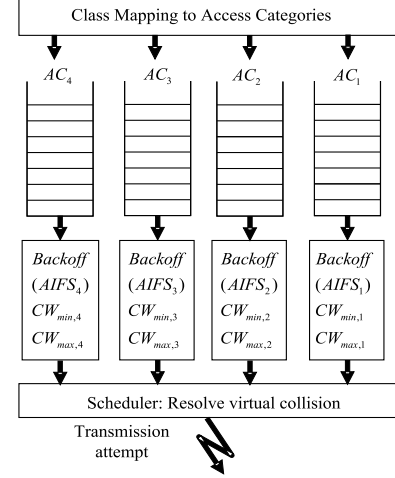 Class Mapping to Access Categories
AC4 AC3 AC2 AC1
Backoff Backoff Backoff Backoff
(AIFS4) (AIFS3) (AIFS2) (AIFS1)
CWmin,4 CWmin,3 CWmin,2 CWmin,1
CWmax,4 CWmax,3 CWmax,2 CWmax,1
Scheduler: Resolve virtual collision
Transmission
attempt